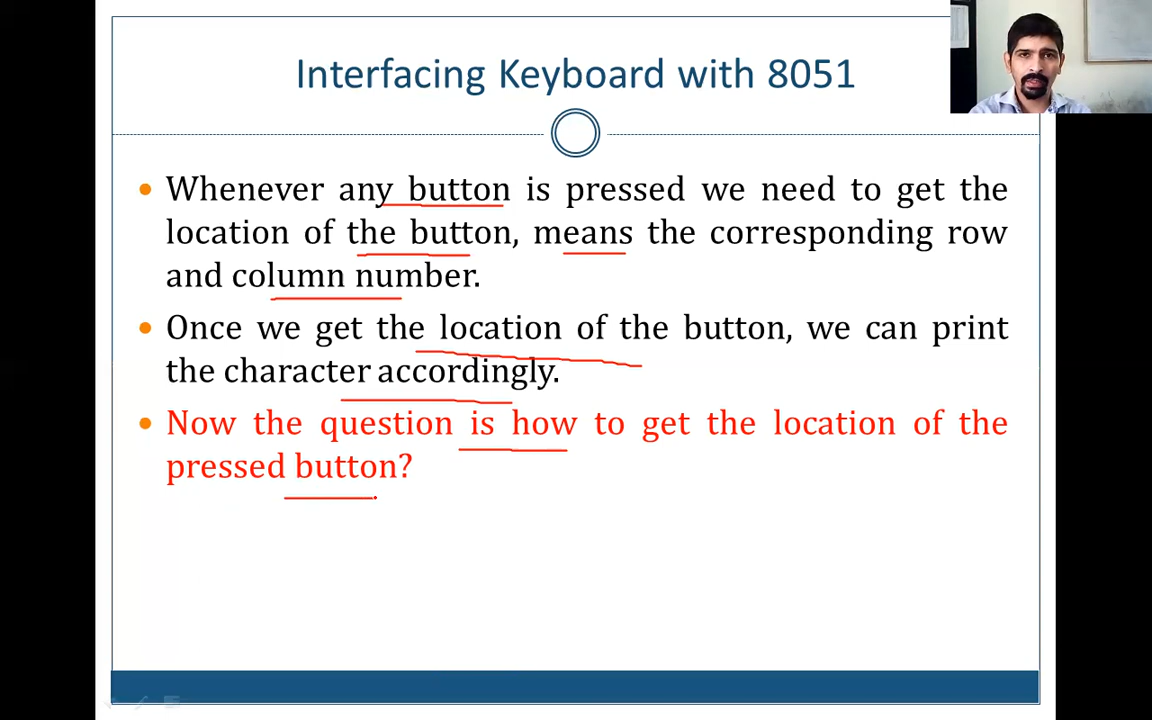 Interfacing Keyboard with 8051
• Whenever any button is pressed we need to get the
location of the button, means the corresponding row
and column number.
• Once we get the location of the button, we can print
the character accordingly.
• Now the question is how to get the location of the
pressed button?